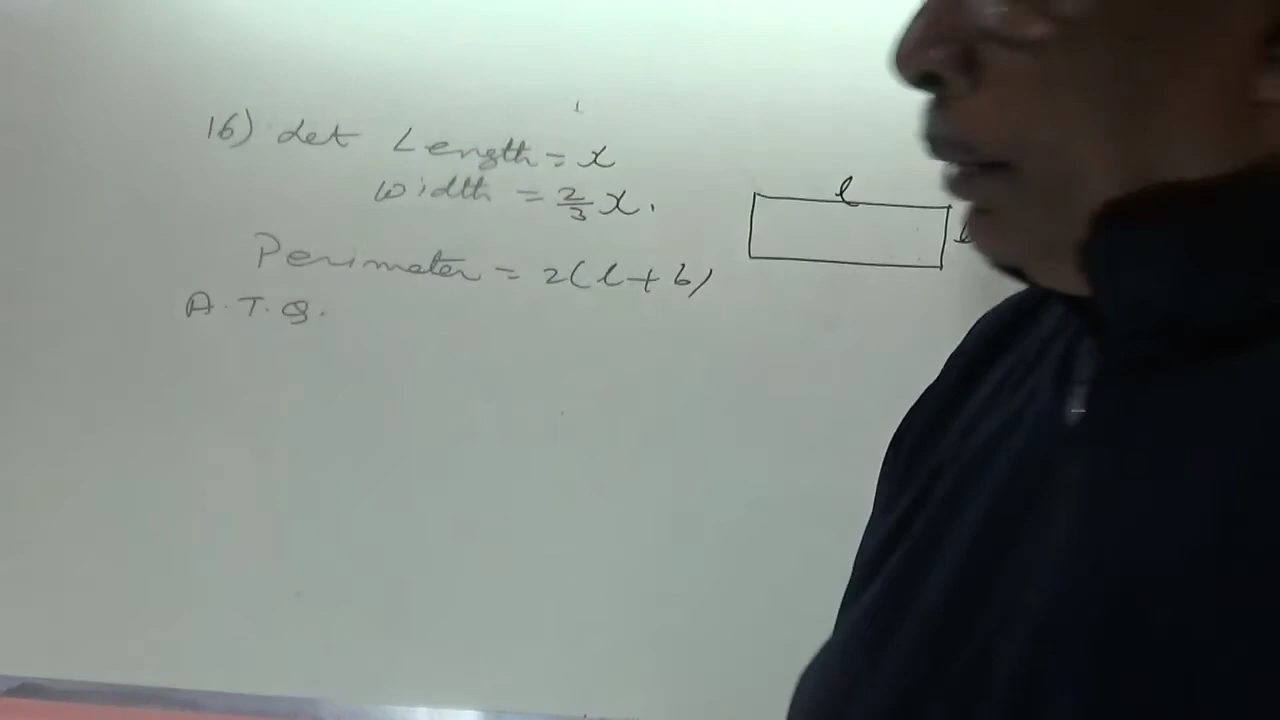 16) Let Length = x
Width = 2/3 x.
l
Perimeter = 2(l+b)
A.T.Q.